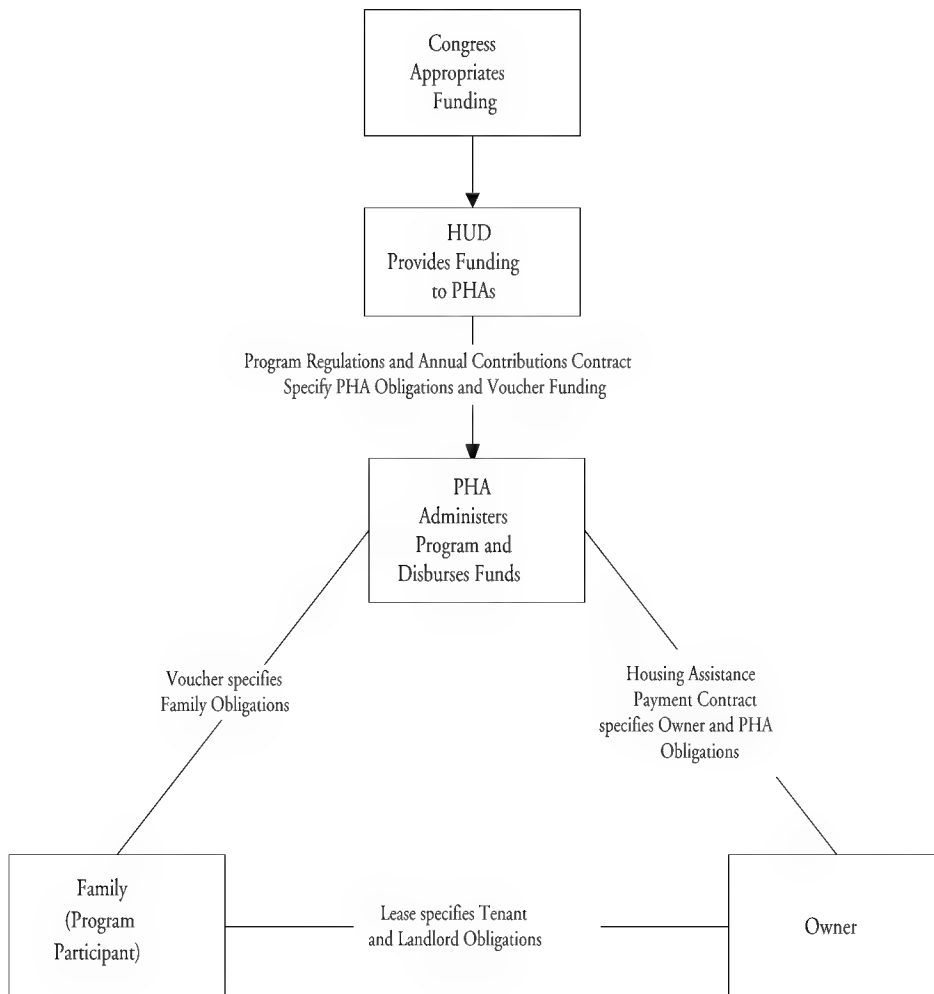 Congress
Appropriates
Funding
HUD
Provides Funding
to PHAs
Program Regulations and Annual Contributions Contract
Specify PHA Obligations and Voucher Funding
PHA
Administers
Program and
Disburses Funds
Voucher specifies
Family Obligations
Housing Assistance
Payment Contract
specifies Owner and PHA
Obligations
Family
(Program
Participant)
Lease specifies Tenant
and Landlord Obligations
Owner